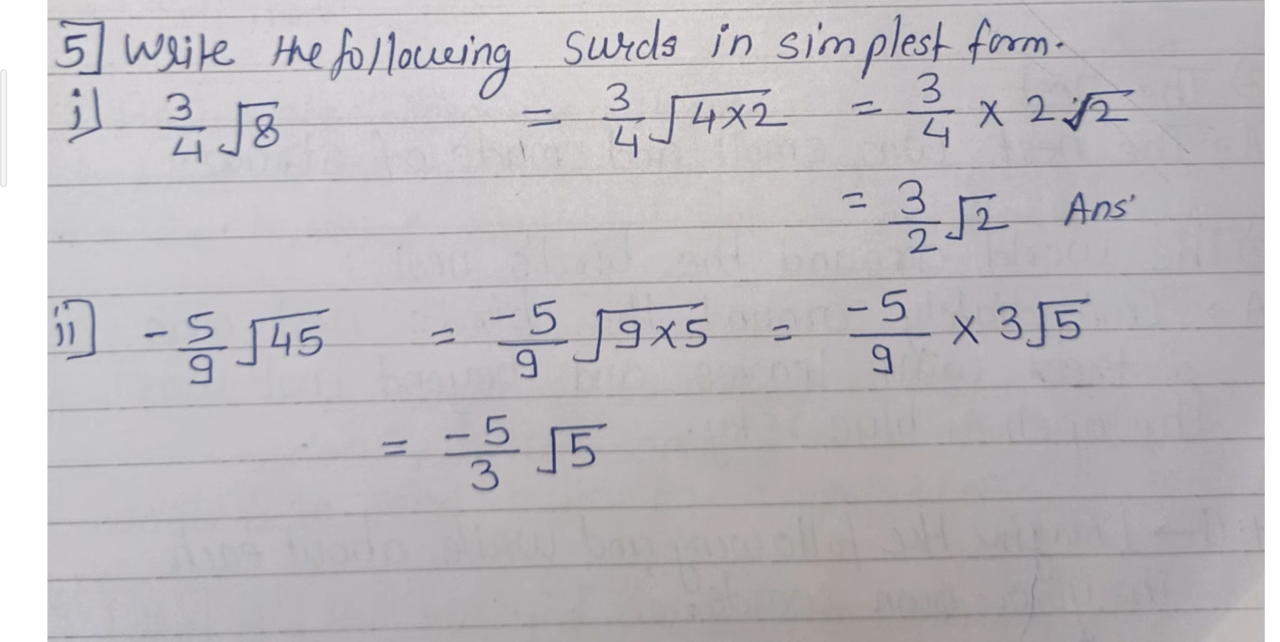 5] Write the following surds in simplest form.
i] 3/4 √8 = 3/4 √4×2 = 3/4 × 2√2
= 3/2 √2 Ans
ii] -5/9 √45 = -5/9 √9×5 = -5/9 × 3√5
= -5/3 √5